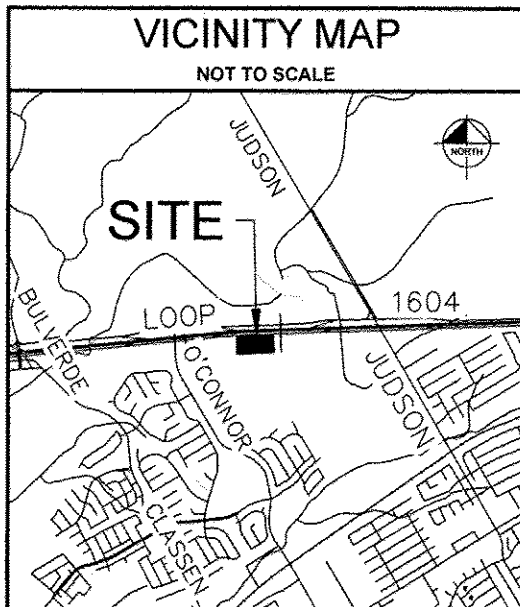 VICINITY MAP
NOT TO SCALE
JUDSON
NORTH
SITE
BULVERDE
LOOP
1604
O'CONNOR
JUDSON
CLASSEN